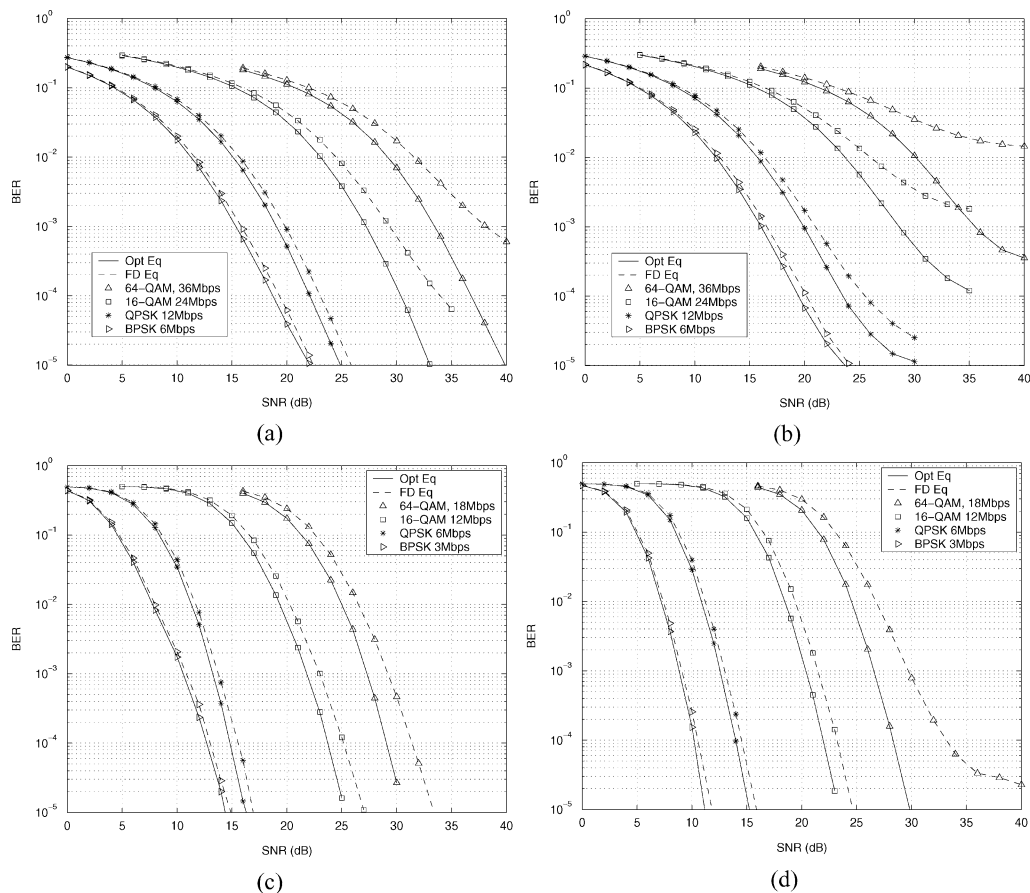 10^0
10^-1
10^-2
10^-3
10^-4
10^-5
BER
0 5 10 15 20 25 30 35 40
SNR (dB)
Opt Eq
FD Eq
64-QAM, 36Mbps
16-QAM 24Mbps
QPSK 12Mbps
BPSK 6Mbps
(a)
10^0
10^-1
10^-2
10^-3
10^-4
10^-5
BER
0 5 10 15 20 25 30 35 40
SNR (dB)
Opt Eq
FD Eq
64-QAM, 36Mbps
16-QAM 24Mbps
QPSK 12Mbps
BPSK 6Mbps
(b)
10^0
10^-1
10^-2
10^-3
10^-4
10^-5
BER
0 5 10 15 20 25 30 35 40
SNR (dB)
Opt Eq
FD Eq
64-QAM, 18Mbps
16-QAM 12Mbps
QPSK 6Mbps
BPSK 3Mbps
(c)
10^0
10^-1
10^-2
10^-3
10^-4
10^-5
BER
0 5 10 15 20 25 30 35 40
SNR (dB)
Opt Eq
FD Eq
64-QAM, 18Mbps
16-QAM 12Mbps
QPSK 6Mbps
BPSK 3Mbps
(d)